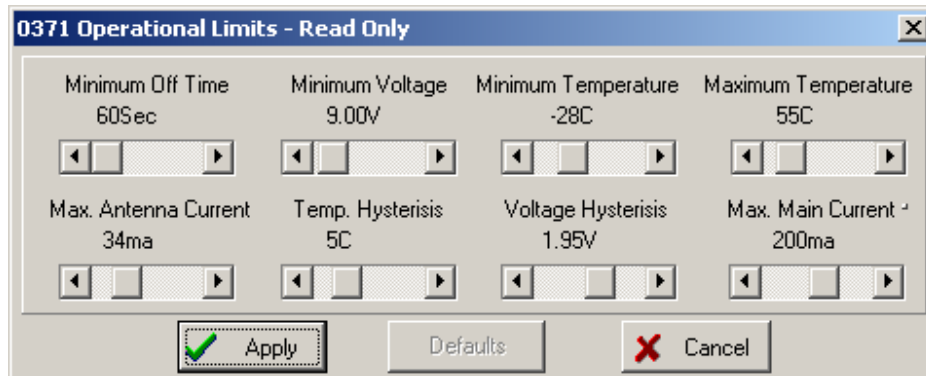 0371 Operational Limits - Read Only
Minimum Off Time Minimum Voltage Minimum Temperature Maximum Temperature
60Sec 9.00V -28C 55C
Max. Antenna Current Temp. Hysterisis Voltage Hysterisis Max. Main Current
34ma 5C 1.95V 200ma
Apply Defaults Cancel